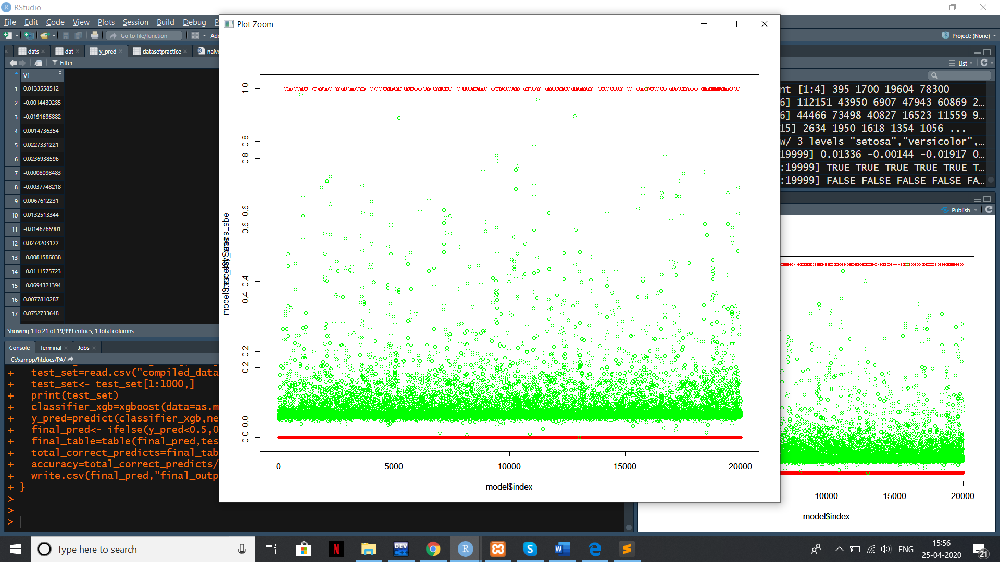 RStudio
File Edit Code View Plots Session Build Debug P
Go to file/function
Project: (None)
dats
dat
y_pred
datasetpractice
naive
Filter
V1
1 0.0133558512
2 -0.0014430285
3 -0.0191696882
4 0.0014736354
5 0.0227331221
6 0.0236938596
7 -0.0008098483
8 -0.0037748218
9 0.0067612231
10 0.0132513344
11 -0.0146766901
12 0.0274203122
13 -0.0081586838
14 -0.0111575723
15 -0.0694321394
16 0.0077810287
17 0.0752733648
Showing 1 to 21 of 19,999 entries, 1 total columns
Console Terminal Jobs
C:/xampp/htdocs/PA/
+ test_set=read.csv("compiled_data
+ test_set<- test_set[1:1000,]
+ print(test_set)
+ classifier_xgb=xgboost(data=as.m
+ y_pred=predict(classifier_xgb,ne
+ final_pred<- ifelse(y_pred<0.5,0
+ final_table=table(final_pred,tes
+ total_correct_predicts=final_tab
+ accuracy=total_correct_predicts/
+ write.csv(final_pred,"final_outp
+ }
>
>
>
Plot Zoom
1.0
0.8
0.8
0.6
0.6
0.4
0.4
0.2
0.2
0.0
0.0
0 5000 10000 15000 20000
model$index
List
nt [1:4] 395 1700 19604 78300
6] 112151 43950 6907 47943 60869 2…
6] 44466 73498 40827 16523 11559 9…
15] 2634 1950 1618 1354 1056 ...
w/ 3 levels "setosa","versicolor",…
19999] 0.01336 -0.00144 -0.01917 0…
:19999] TRUE TRUE TRUE TRUE TRUE T…
:19999] FALSE FALSE FALSE FALSE FA…
Publish
10000 15000 20000
model$index
Type here to search
ENG
15:56
25-04-2020
21